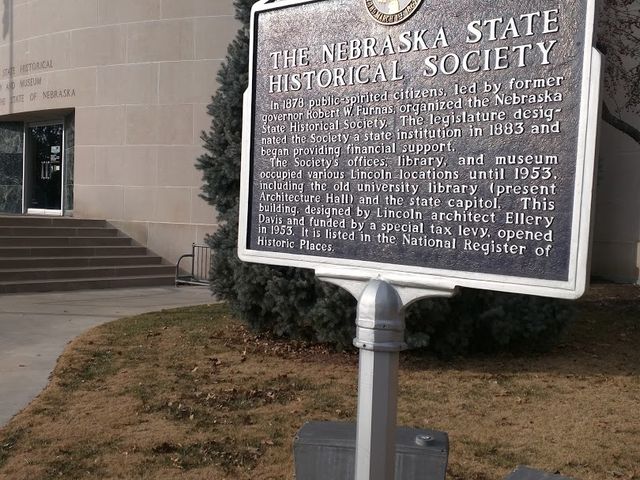 STATE HISTORICAL
AND MUSEUM
THE STATE OF NEBRASKA
THE NEBRASKA STATE
HISTORICAL SOCIETY
In 1878 public-spirited citizens, led by former
governor Robert W. Furnas, organized the Nebraska
State Historical Society. The legislature desig-
nated the Society a state institution in 1883 and
began providing financial support.
The Society's offices, library, and museum
occupied various Lincoln locations until 1953,
including the old university library (present
Architecture Hall) and the state capitol. This
building, designed by Lincoln architect Ellery
Davis and funded by a special tax levy, opened
in 1953. It is listed in the National Register of
Historic Places.